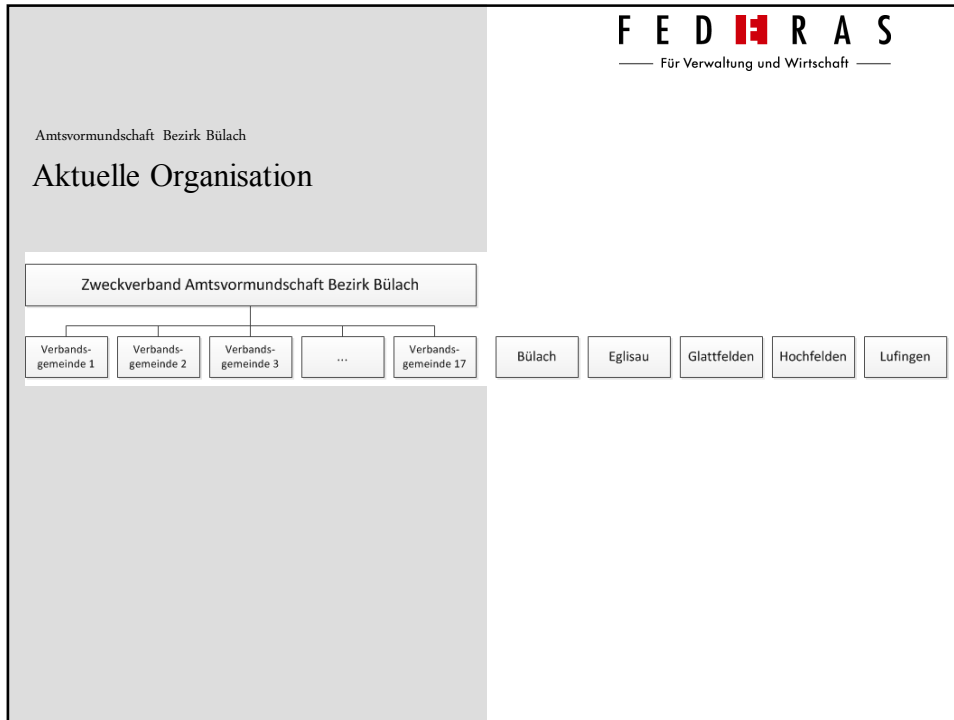 FEDERAS
Für Verwaltung und Wirtschaft
Amtsvormundschaft Bezirk Bülach
Aktuelle Organisation
Zweckverband Amtsvormundschaft Bezirk Bülach
Verbands-
gemeinde 1
Verbands-
gemeinde 2
Verbands-
gemeinde 3
...
Verbands-
gemeinde 17
Bülach
Eglisau
Glattfelden
Hochfelden
Lufingen